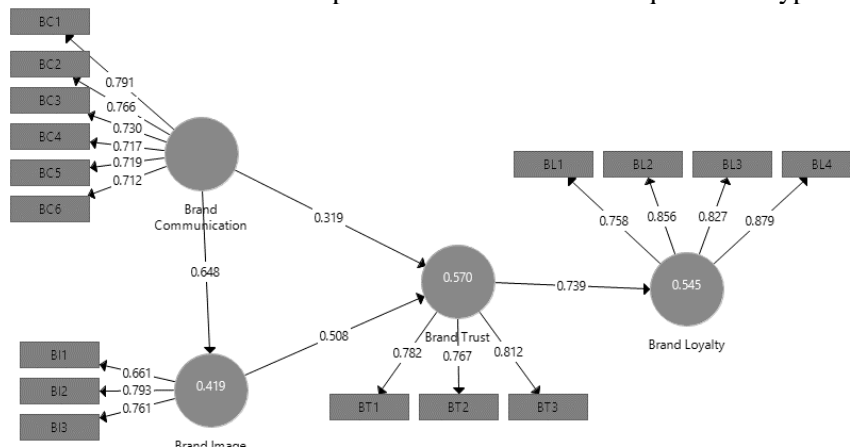 BC1
BC2
BC3
BC4
BC5
BC6
0.791
0.766
0.730
0.717
0.719
0.712
Brand
Communication
0.319
0.648
0.508
BI1
BI2
BI3
0.661
0.793
0.761
0.419
Brand Image
0.570
Brand Trust
0.782
0.767
0.812
BT1
BT2
BT3
0.739
BL1
BL2
BL3
BL4
0.758
0.856
0.827
0.879
0.545
Brand Loyalty